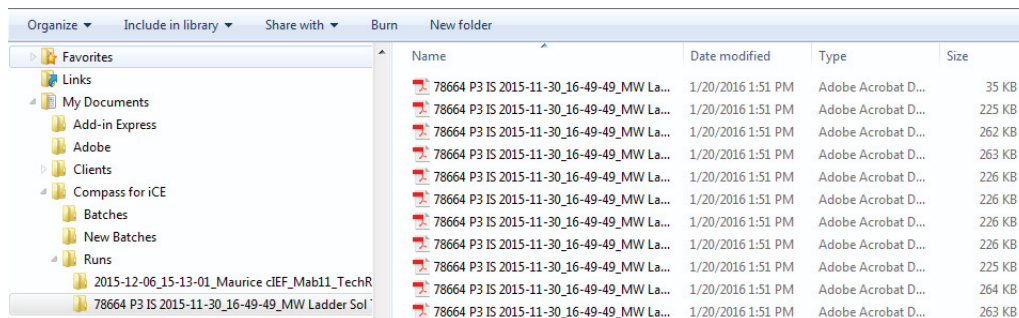 Organize Include in library Share with Burn New folder
Favorites
Links
My Documents
Add-in Express
Adobe
Clients
Compass for iCE
Batches
New Batches
Runs
2015-12-06_15-13-01_Maurice cIEF_Mab11_TechR
78664 P3 IS 2015-11-30_16-49-49_MW Ladder Sol
Name Date modified Type Size
78664 P3 IS 2015-11-30_16-49-49_MW La... 1/20/2016 1:51 PM Adobe Acrobat D... 35 KB
78664 P3 IS 2015-11-30_16-49-49_MW La... 1/20/2016 1:51 PM Adobe Acrobat D... 225 KB
78664 P3 IS 2015-11-30_16-49-49_MW La... 1/20/2016 1:51 PM Adobe Acrobat D... 262 KB
78664 P3 IS 2015-11-30_16-49-49_MW La... 1/20/2016 1:51 PM Adobe Acrobat D... 263 KB
78664 P3 IS 2015-11-30_16-49-49_MW La... 1/20/2016 1:51 PM Adobe Acrobat D... 226 KB
78664 P3 IS 2015-11-30_16-49-49_MW La... 1/20/2016 1:51 PM Adobe Acrobat D... 226 KB
78664 P3 IS 2015-11-30_16-49-49_MW La... 1/20/2016 1:51 PM Adobe Acrobat D... 226 KB
78664 P3 IS 2015-11-30_16-49-49_MW La... 1/20/2016 1:51 PM Adobe Acrobat D... 226 KB
78664 P3 IS 2015-11-30_16-49-49_MW La... 1/20/2016 1:51 PM Adobe Acrobat D... 225 KB
78664 P3 IS 2015-11-30_16-49-49_MW La... 1/20/2016 1:51 PM Adobe Acrobat D... 264 KB
78664 P3 IS 2015-11-30_16-49-49_MW La... 1/20/2016 1:51 PM Adobe Acrobat D... 263 KB